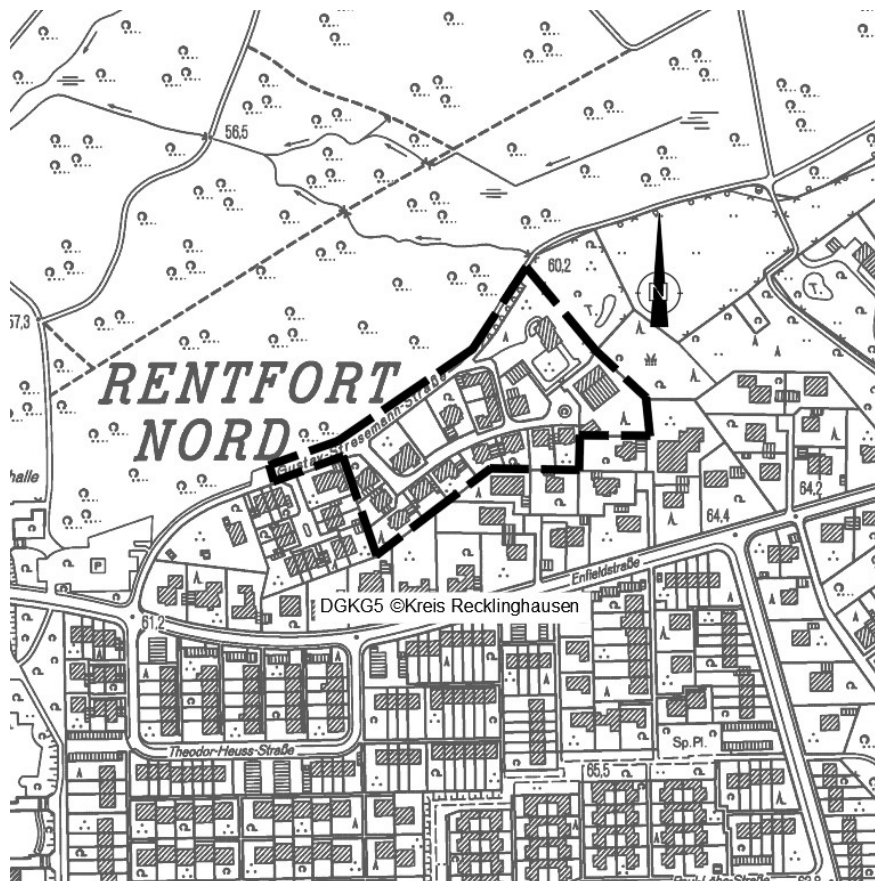 56,5
60,2
N
T.
T.
57,3
RENTFORT
NORD
Gustav-Stresemann-Straße
halle
64,2
64,4
P
Enfieldstraße
DGKG5 ©Kreis Recklinghausen
61,2
Theodor-Heuss-Straße
Sp.Pl.
65,5